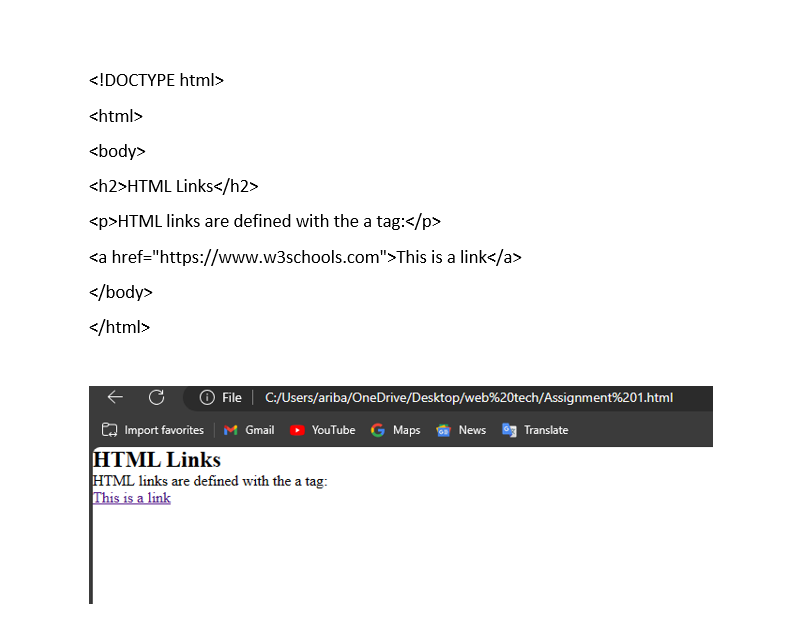 <!DOCTYPE html>
<html>
<body>
<h2>HTML Links</h2>
<p>HTML links are defined with the a tag:</p>
<a href="https://www.w3schools.com">This is a link</a>
</body>
</html>
File C:/Users/ariba/OneDrive/Desktop/web%20tech/Assignment%201.html
Import favorites Gmail YouTube Maps News Translate
HTML Links
HTML links are defined with the a tag:
This is a link